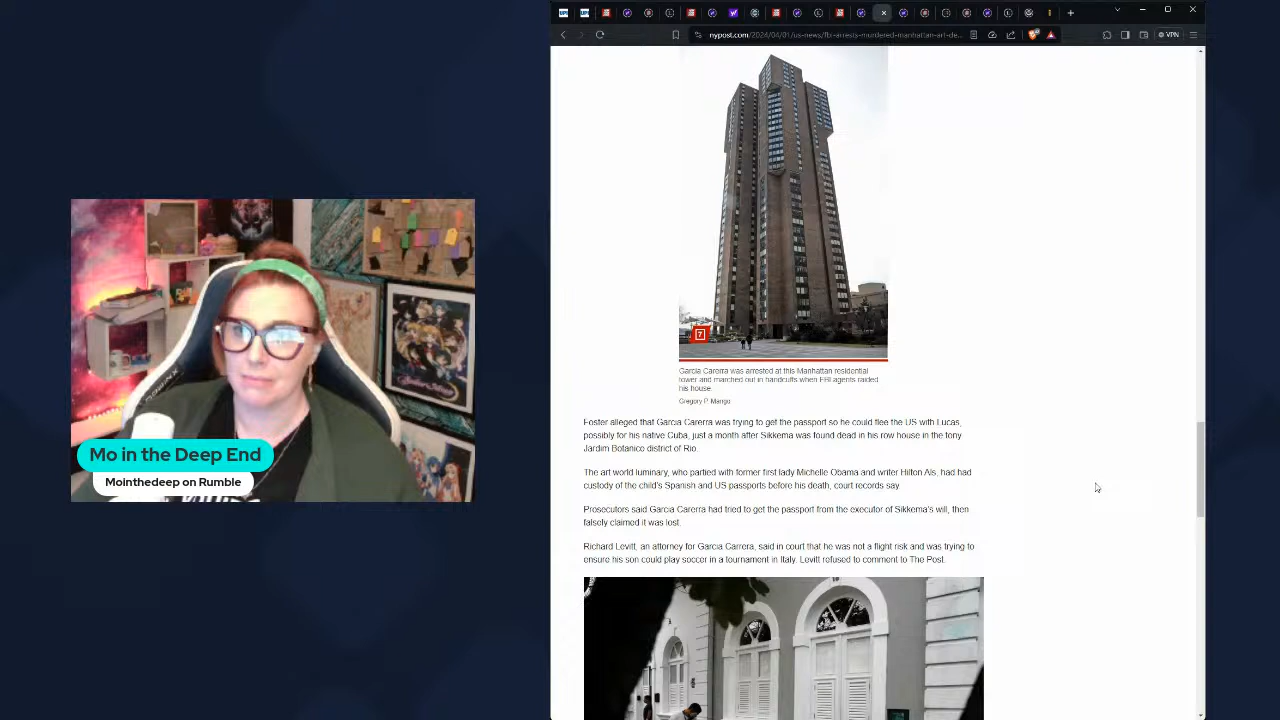 nypost.com/2024/04/01/us-news/fbi-arrests-murdered-manhattan-art-de...
VPN
7
Garcia Carerra was arrested at this Manhattan residential
tower and marched out in handcuffs when FBI agents raided
his house.
Gregory P. Mango
Foster alleged that Garcia Carerra was trying to get the passport so he could flee the US with Lucas,
possibly for his native Cuba, just a month after Sikkema was found dead in his row house in the tony
Jardim Botanico district of Rio.
The art world luminary, who partied with former first lady Michelle Obama and writer Hilton Als, had had
custody of the child's Spanish and US passports before his death, court records say.
Prosecutors said Garcia Carerra had tried to get the passport from the executor of Sikkema's will, then
falsely claimed it was lost.
Richard Levitt, an attorney for Garcia Carrera, said in court that he was not a flight risk and was trying to
ensure his son could play soccer in a tournament in Italy. Levitt refused to comment to The Post.
Mo in the Deep End
Mointhedeep on Rumble